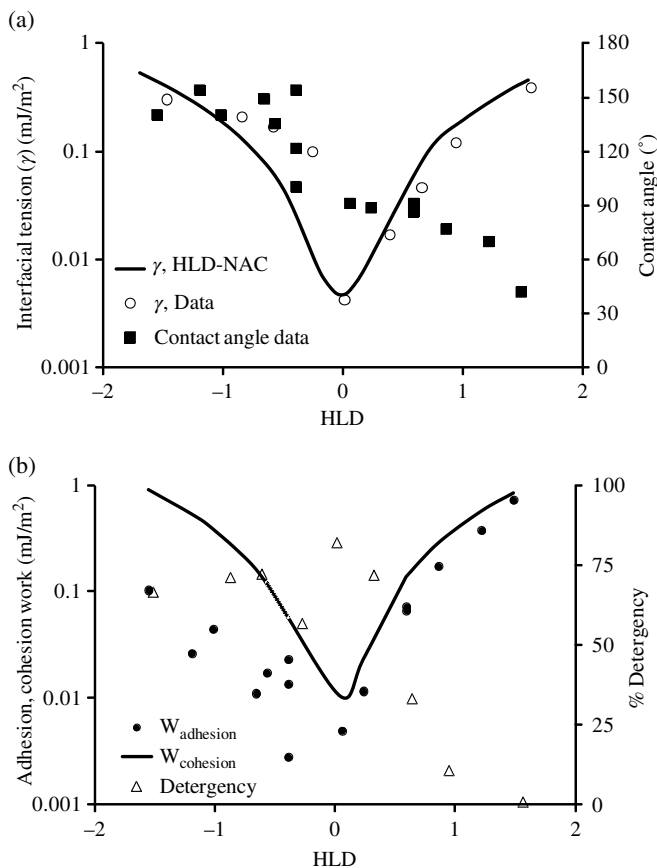 (a)
1
0.1
0.01
0.001
Interfacial tension (γ) (mJ/m²)
180
150
120
90
60
30
0
Contact angle (°)
γ, HLD-NAC
γ, Data
Contact angle data
−2
−1
0
1
2
HLD
(b)
1
0.1
0.01
0.001
Adhesion, cohesion work (mJ/m²)
100
75
50
25
0
% Detergency
W_adhesion
W_cohesion
Detergency
−2
−1
0
1
2
HLD